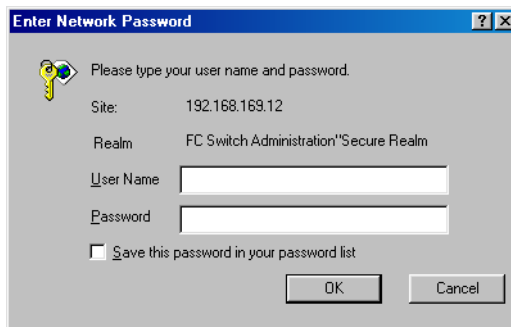 Enter Network Password
Please type your user name and password.
Site: 192.168.169.12
Realm FC Switch Administration"Secure Realm
User Name
Password
Save this password in your password list
OK Cancel